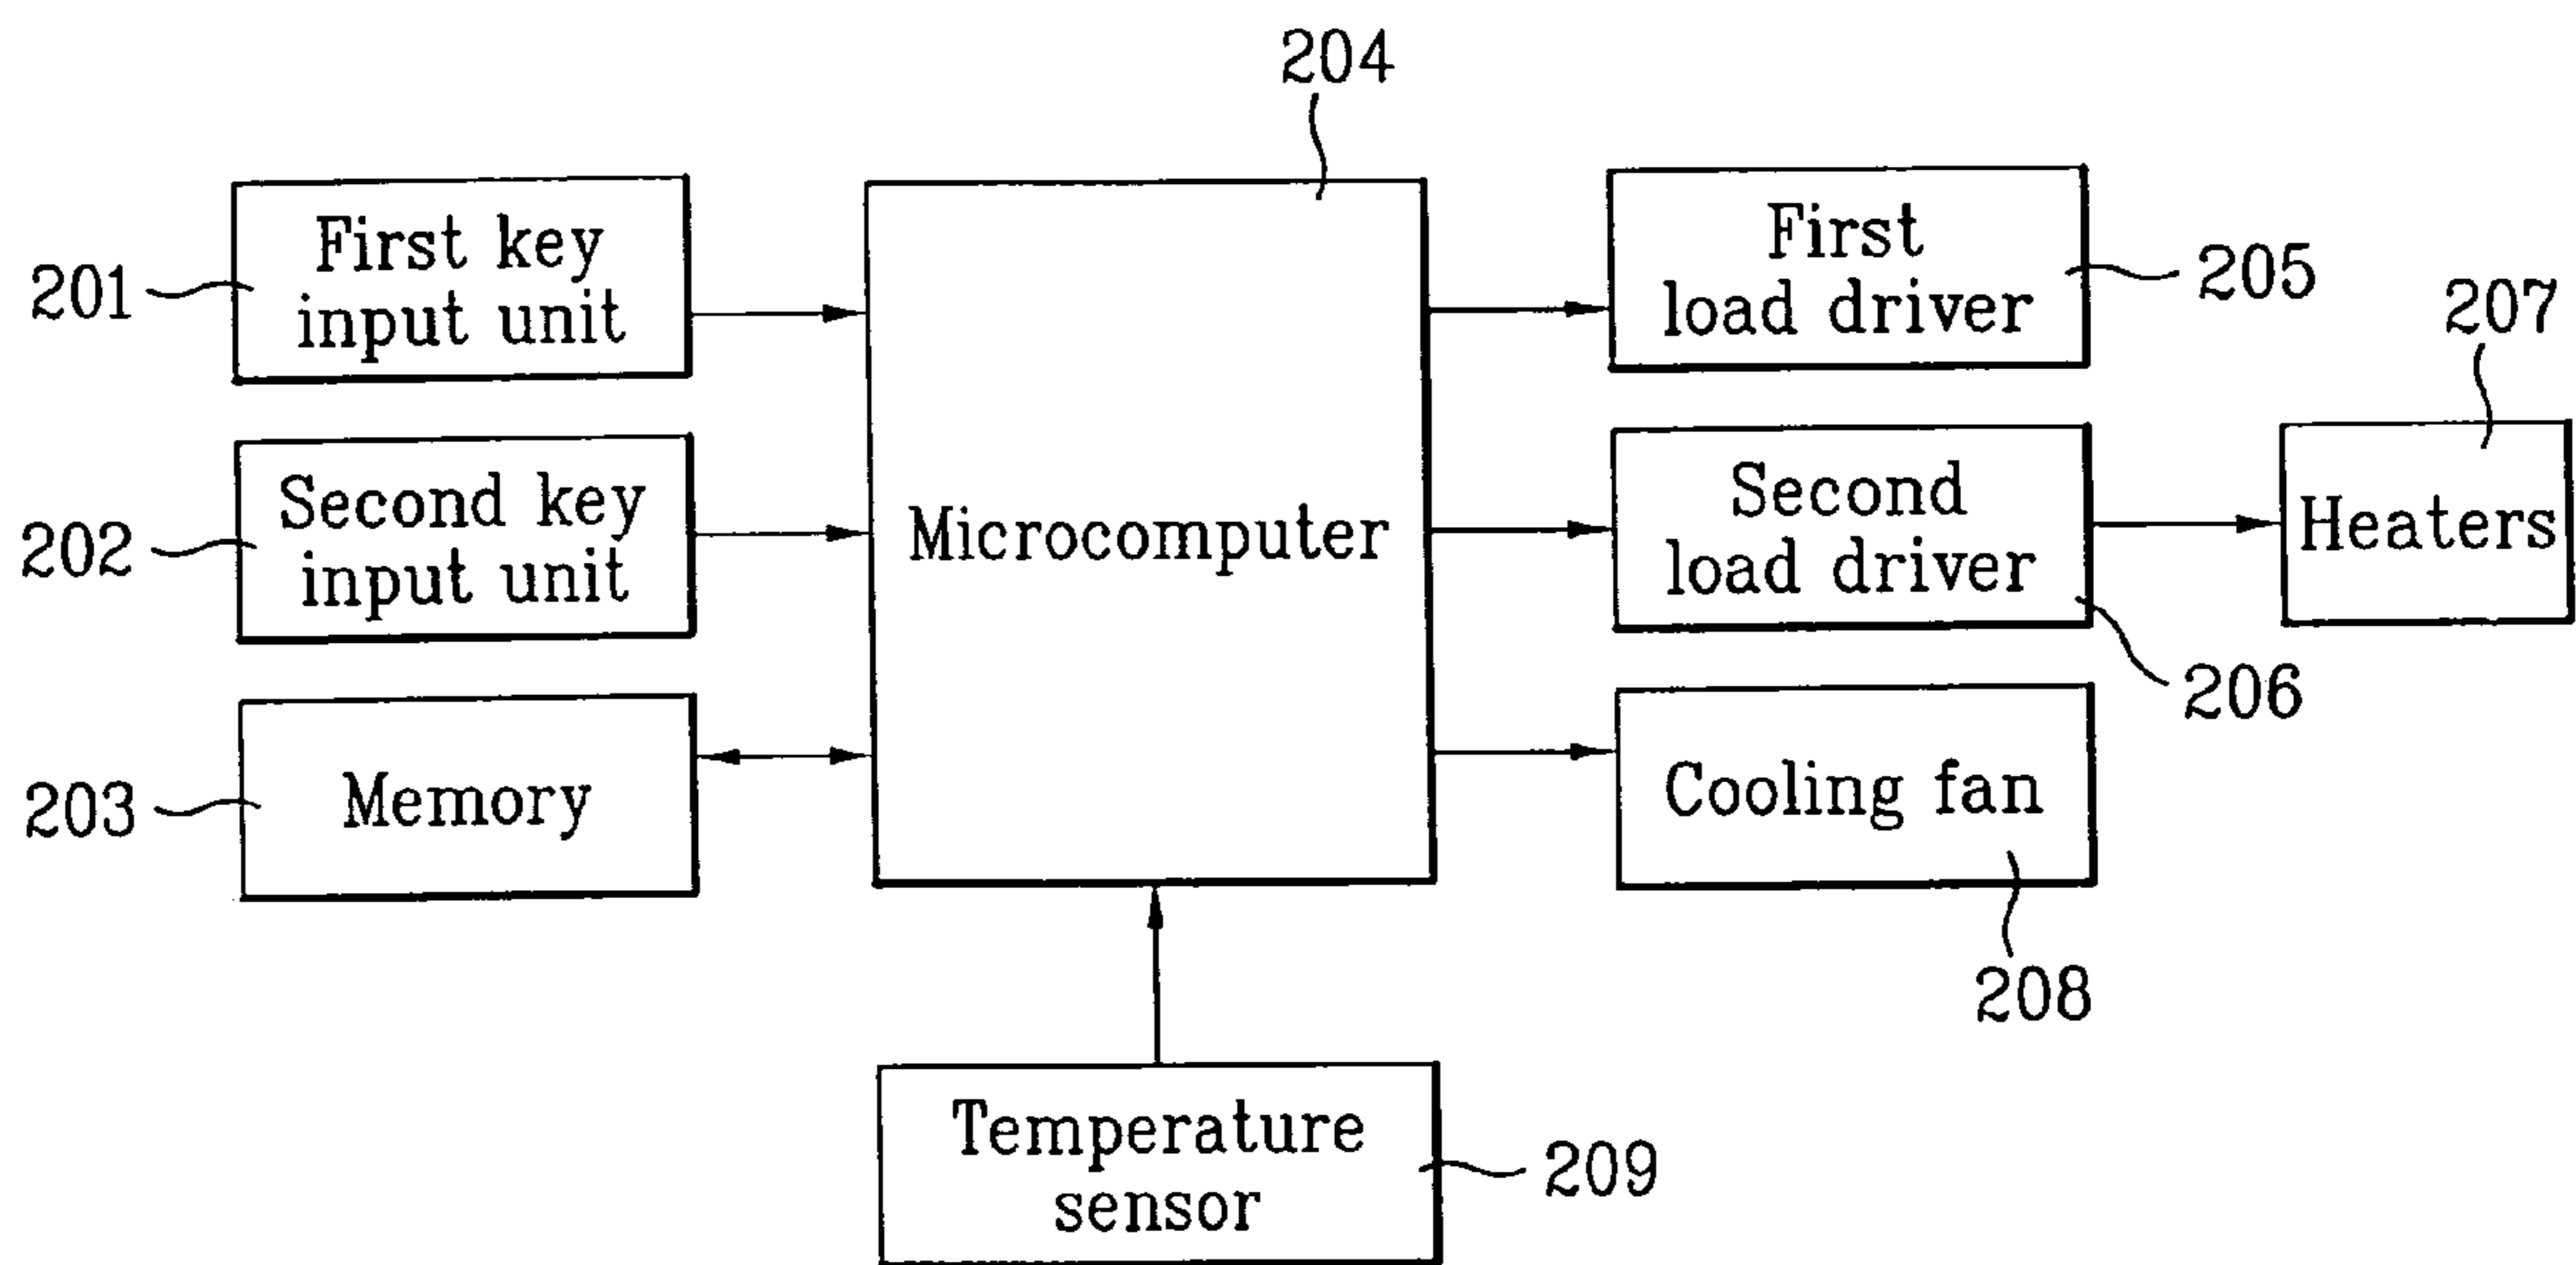 204
201
First key
input unit
First
load driver
205
207
202
Second key
input unit
Microcomputer
Second
load driver
Heaters
206
203
Memory
Cooling fan
208
Temperature
sensor
209